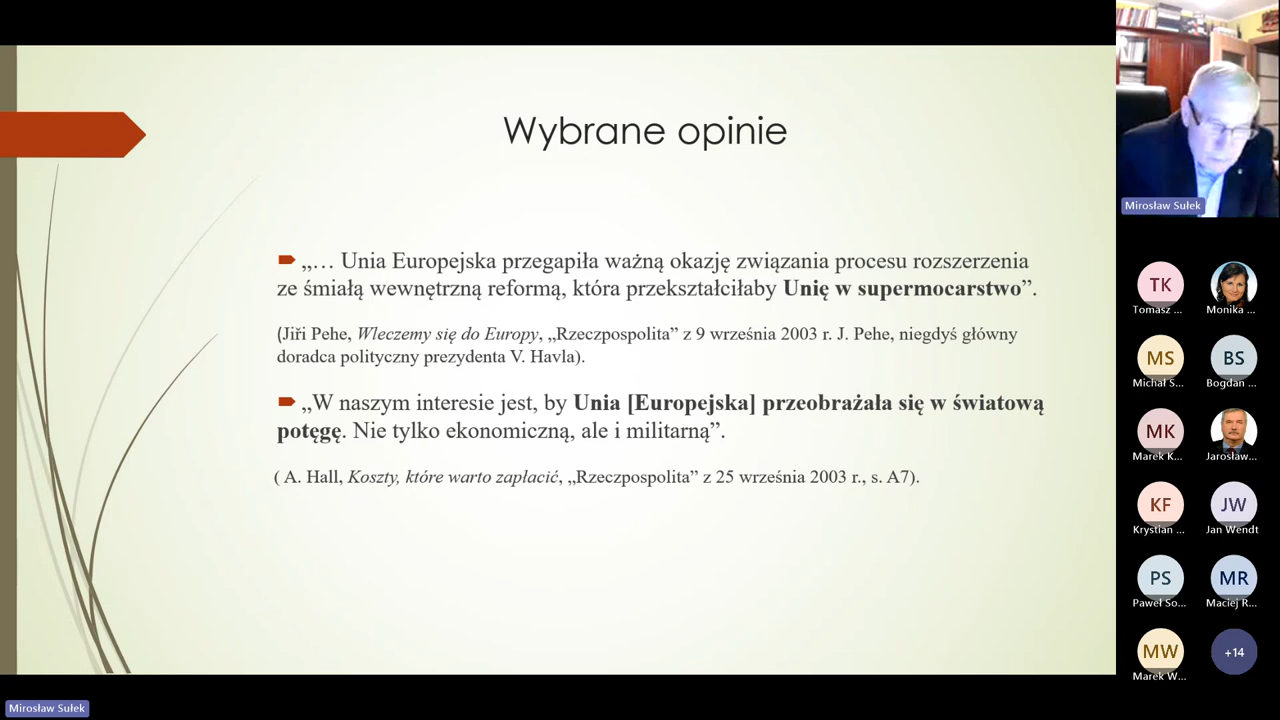 Wybrane opinie
„… Unia Europejska przegapiła ważną okazję związania procesu rozszerzenia
ze śmiałą wewnętrzną reformą, która przekształciłaby Unię w supermocarstwo”.
(Jiři Pehe, Wleczemy się do Europy, „Rzeczpospolita” z 9 września 2003 r. J. Pehe, niegdyś główny
doradca polityczny prezydenta V. Havla).
„W naszym interesie jest, by Unia [Europejska] przeobrażała się w światową
potęgę. Nie tylko ekonomiczną, ale i militarną”.
( A. Hall, Koszty, które warto zapłacić, „Rzeczpospolita” z 25 września 2003 r., s. A7).
Mirosław Sułek
TK
Tomasz ...
Monika ...
MS
Michał S...
BS
Bogdan ...
MK
Marek K...
Jarosław...
KF
Krystian ...
JW
Jan Wendt
PS
Paweł So...
MR
Maciej R...
MW
Marek W...
+14
Mirosław Sułek